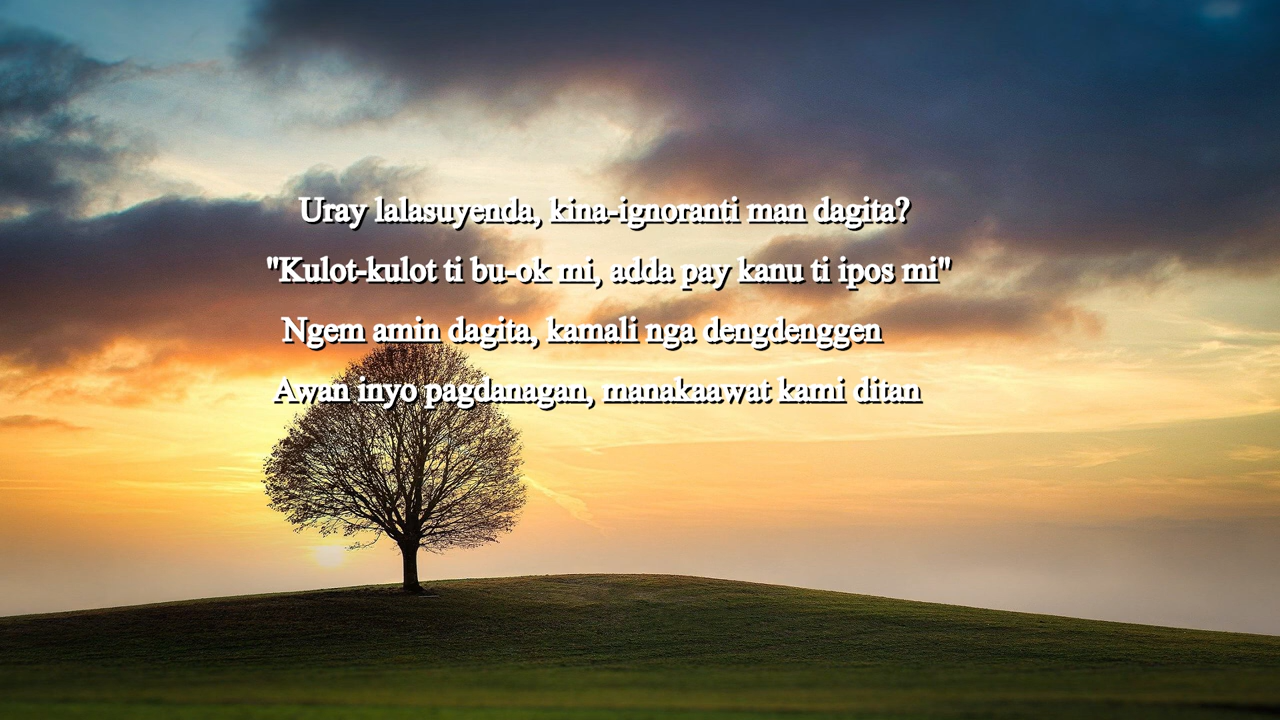 Uray lalasuyenda, kina-ignoranti man dagita?
"Kulot-kulot ti bu-ok mi, adda pay kanu ti ipos mi"
Ngem amin dagita, kamali nga dengdenggen
Awan inyo pagdanagan, manakaawat kami ditan